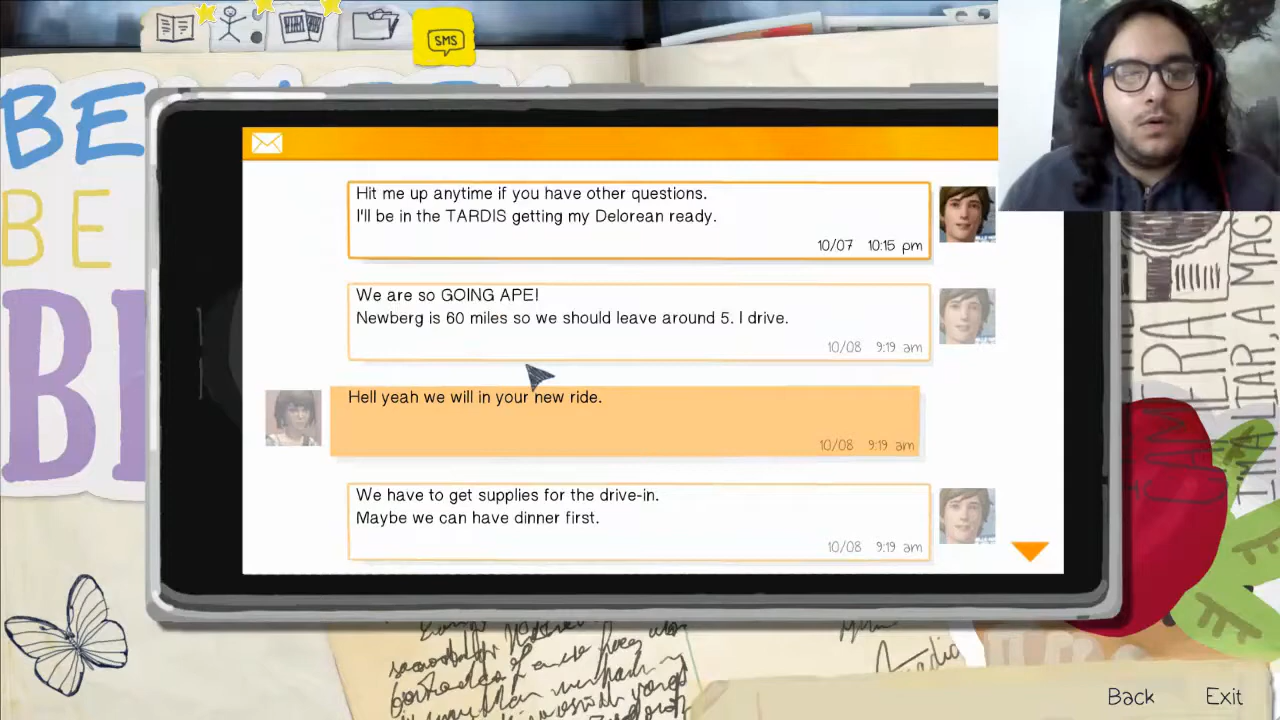 SMS
BE
BE
Hit me up anytime if you have other questions.
I'll be in the TARDIS getting my Delorean ready.
10/07 10:15 pm
We are so GOING APE!
Newberg is 60 miles so we should leave around 5. I drive.
10/08 9:19 am
Hell yeah we will in your new ride.
10/08 9:19 am
We have to get supplies for the drive-in.
Maybe we can have dinner first.
10/08 9:19 am
CAMERA
Back
Exit